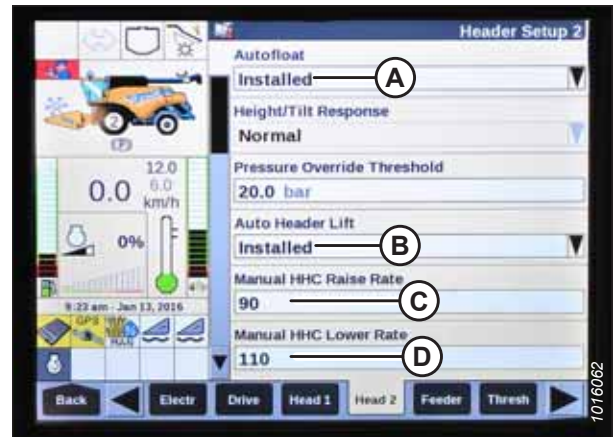 Header Setup 2
Autofloat
Installed
A
Height/Tilt Response
Normal
Pressure Override Threshold
20.0 bar
Auto Header Lift
Installed
B
Manual HHC Raise Rate
90
C
Manual HHC Lower Rate
110
D
2
(P)
12.0
0.0
6.0
km/h
0%
9:23 am - Jan 13, 2016
GPS
Back
Electr
Drive
Head 1
Head 2
Feeder
Thresh
1016062